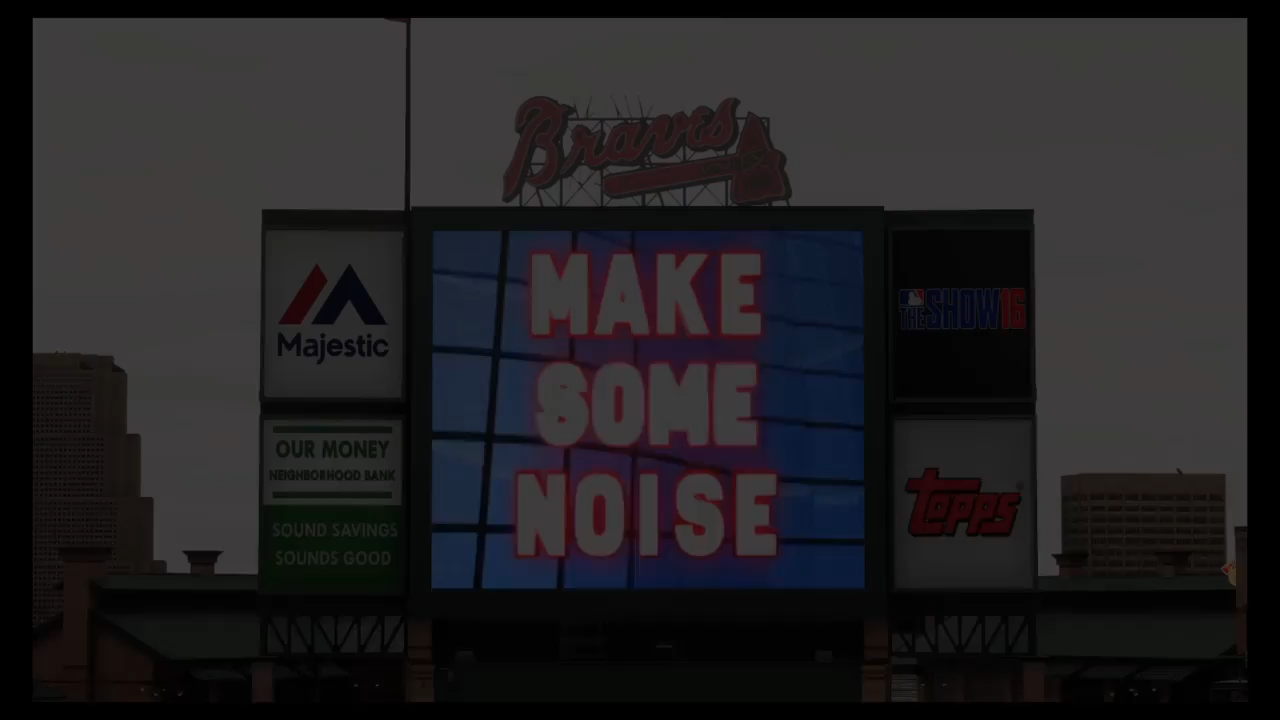 Braves
MAKE
SOME
NOISE
Majestic
OUR MONEY
NEIGHBORHOOD BANK
SOUND SAVINGS
SOUNDS GOOD
THE SHOW 16
Topps